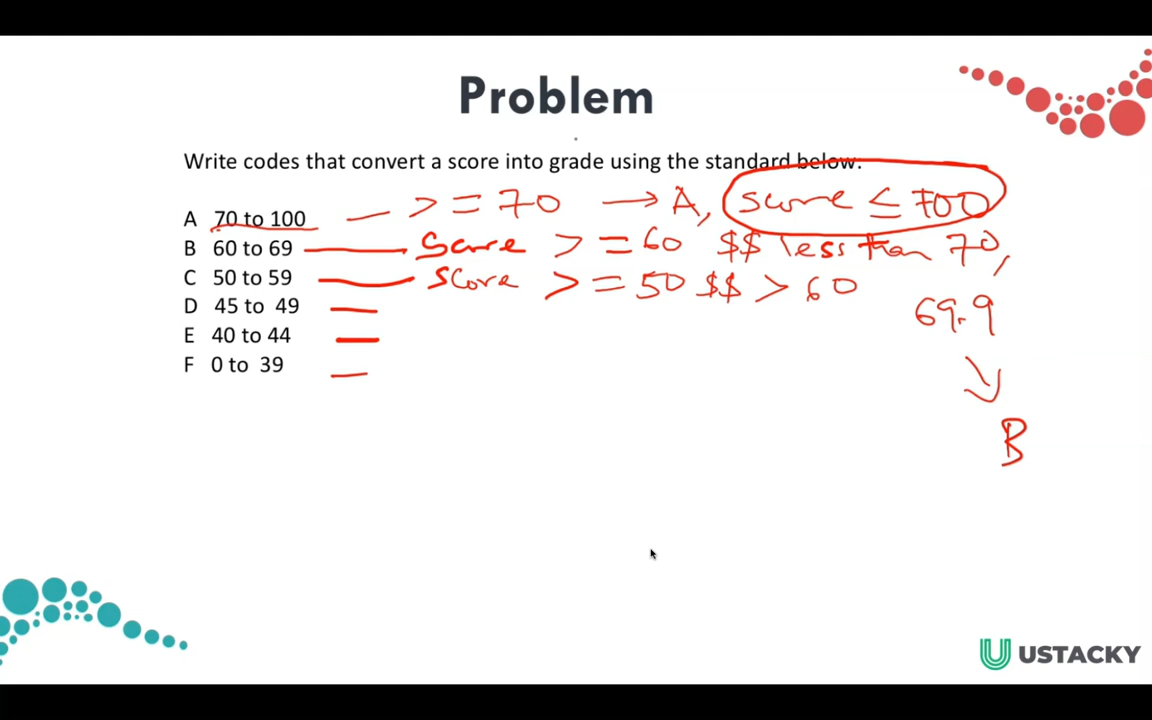 Problem
Write codes that convert a score into grade using the standard below:
A 70 to 100 — >=70 → A, score ≤ 100
B 60 to 69 — Score >=60 $$ less than 70,
C 50 to 59 — Score >=50 $$ > 60
D 45 to 49 —
69.9
E 40 to 44 —
F 0 to 39 —
B
USTACKY